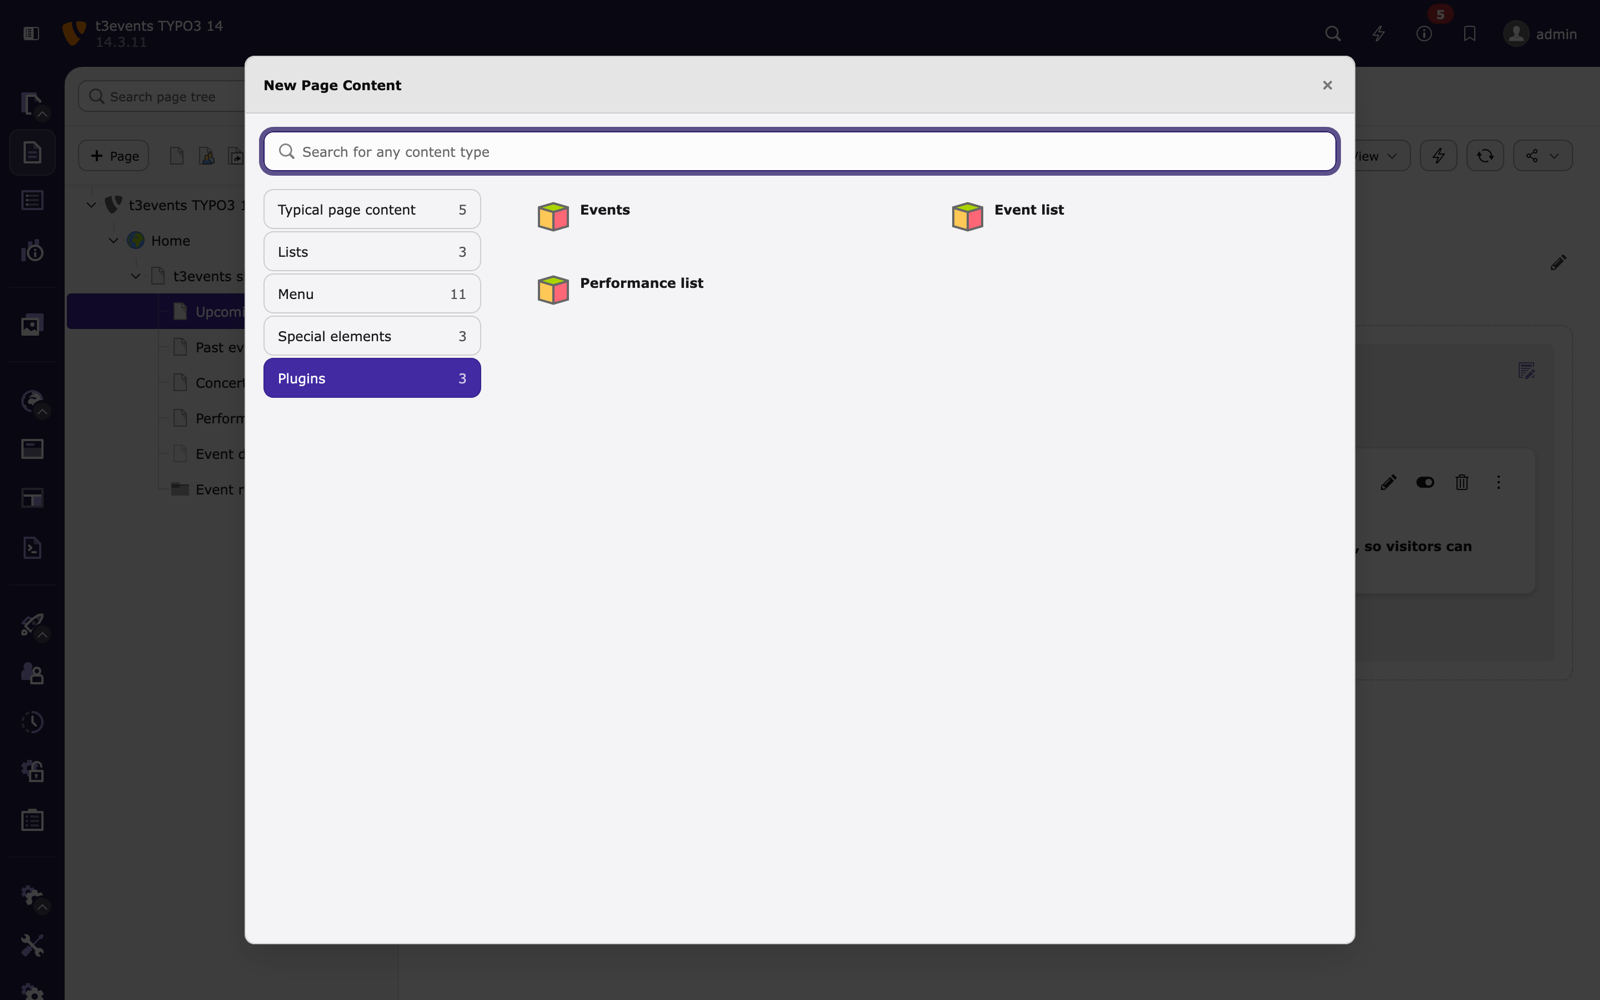 t3events TYPO3 14
14.3.11
5
admin
New Page Content
Search page tree
Search for any content type
Page
View
t3events TYPO3 1
Home
t3events s
Upcomi
Past ev
Concert
Perform
Event d
Event r
Typical page content 5
Lists 3
Menu 11
Special elements 3
Plugins 3
Events
Event list
Performance list
, so visitors can